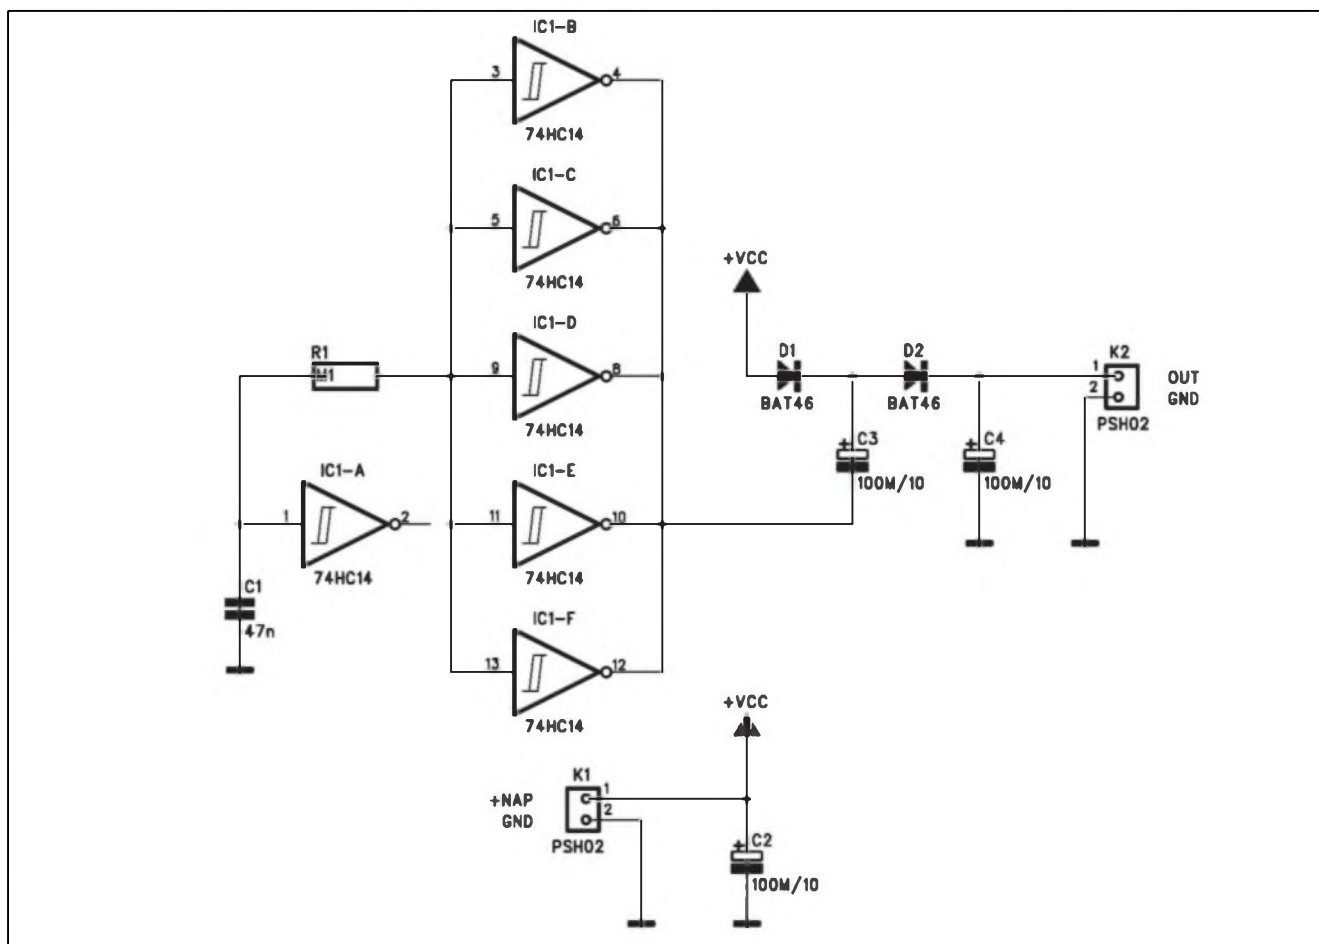 IC1-B
3
4
74HC14
IC1-C
5
6
74HC14
+VCC
IC1-D
R1
M1
9
8
74HC14
D1
BAT46
D2
BAT46
K2
1
2
OUT
GND
PSH02
C3
+
100M/10
C4
+
100M/10
IC1-A
1
2
74HC14
IC1-E
11
10
74HC14
C1
47n
IC1-F
13
12
74HC14
+VCC
K1
+NAP
GND
1
2
PSH02
C2
+
100M/10